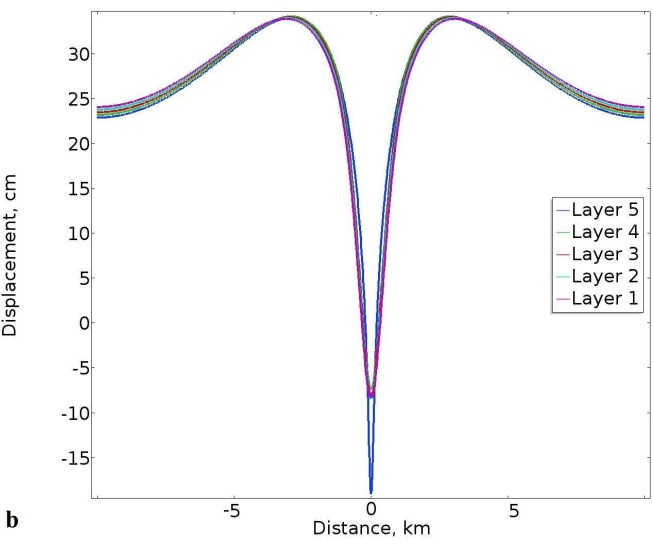 30
25
20
15
10
5
0
-5
-10
-15
Displacement, cm
Layer 5
Layer 4
Layer 3
Layer 2
Layer 1
-5 0 5
Distance, km
b